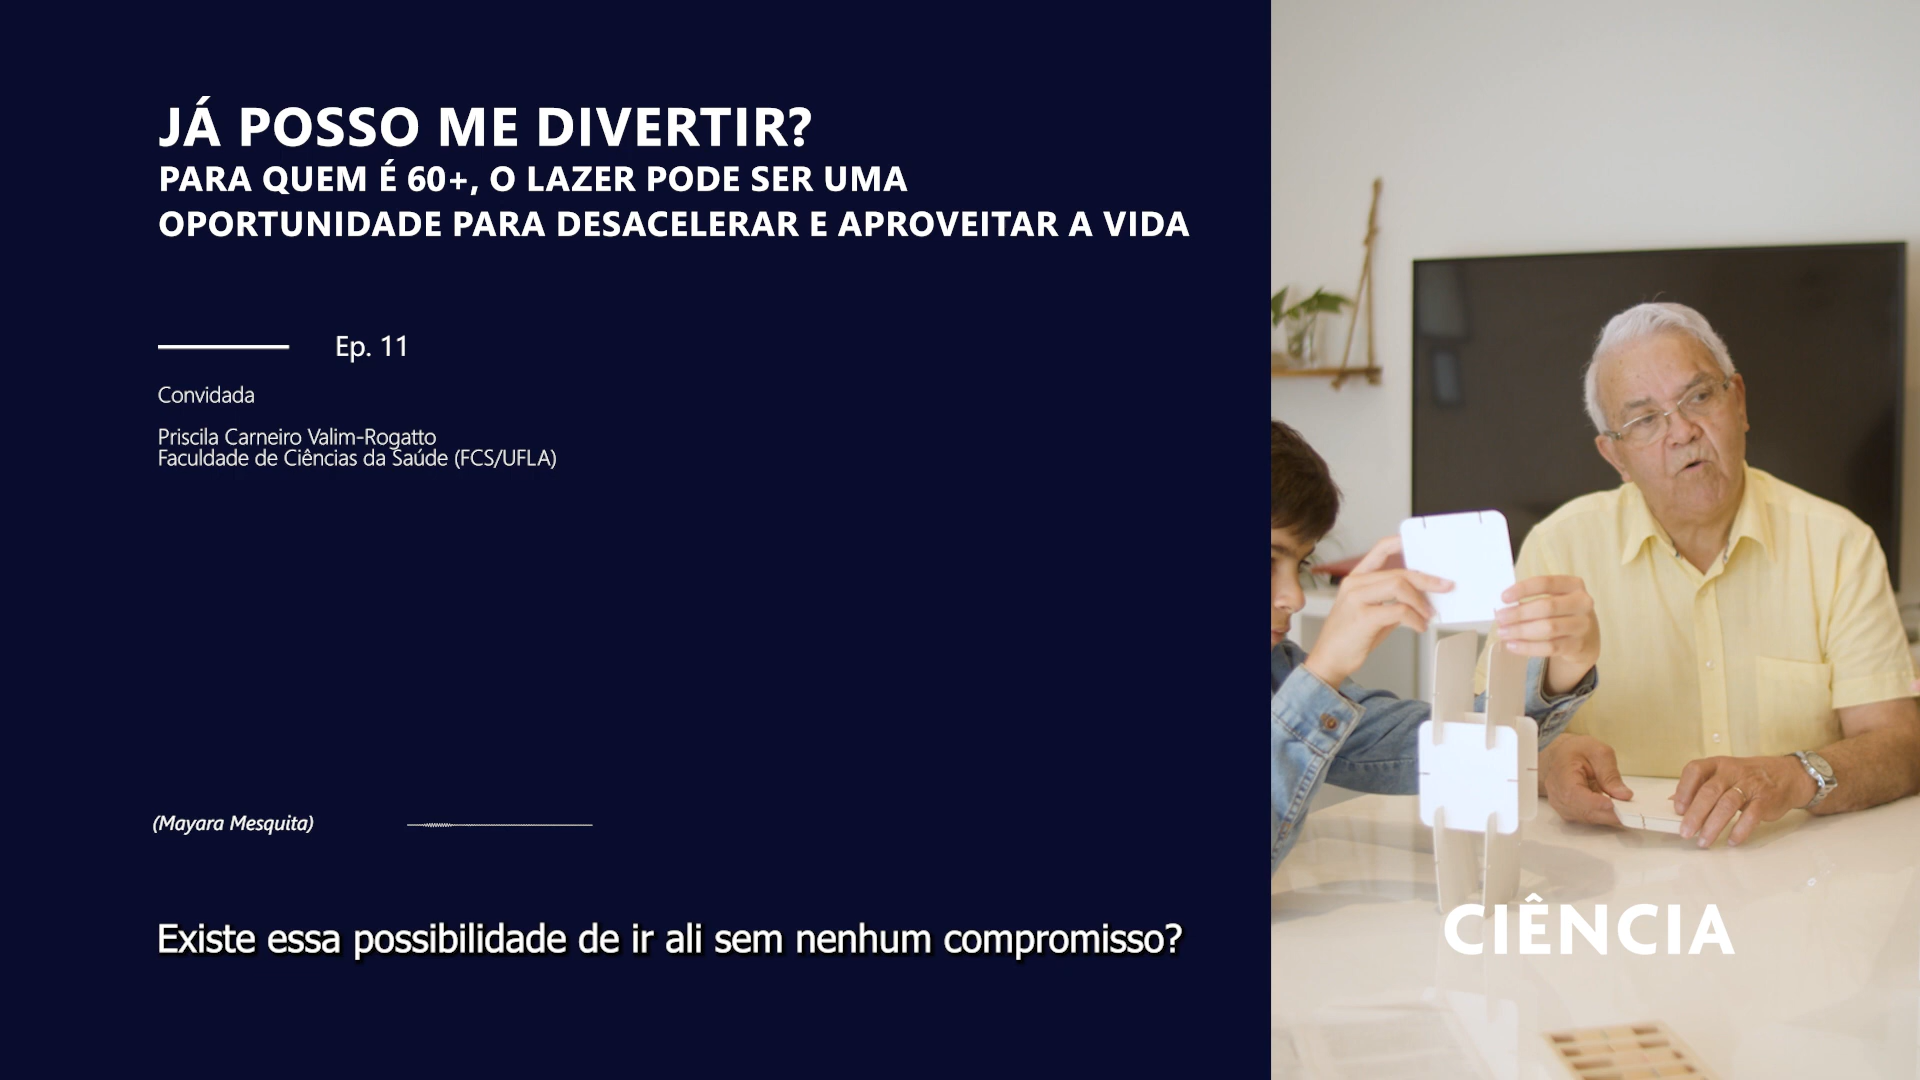 JÁ POSSO ME DIVERTIR?
PARA QUEM É 60+, O LAZER PODE SER UMA
OPORTUNIDADE PARA DESACELERAR E APROVEITAR A VIDA
Ep. 11
Convidada
Priscila Carneiro Valim-Rogatto
Faculdade de Ciências da Saúde (FCS/UFLA)
(Mayara Mesquita)
Existe essa possibilidade de ir ali sem nenhum compromisso?
CIÊNCIA